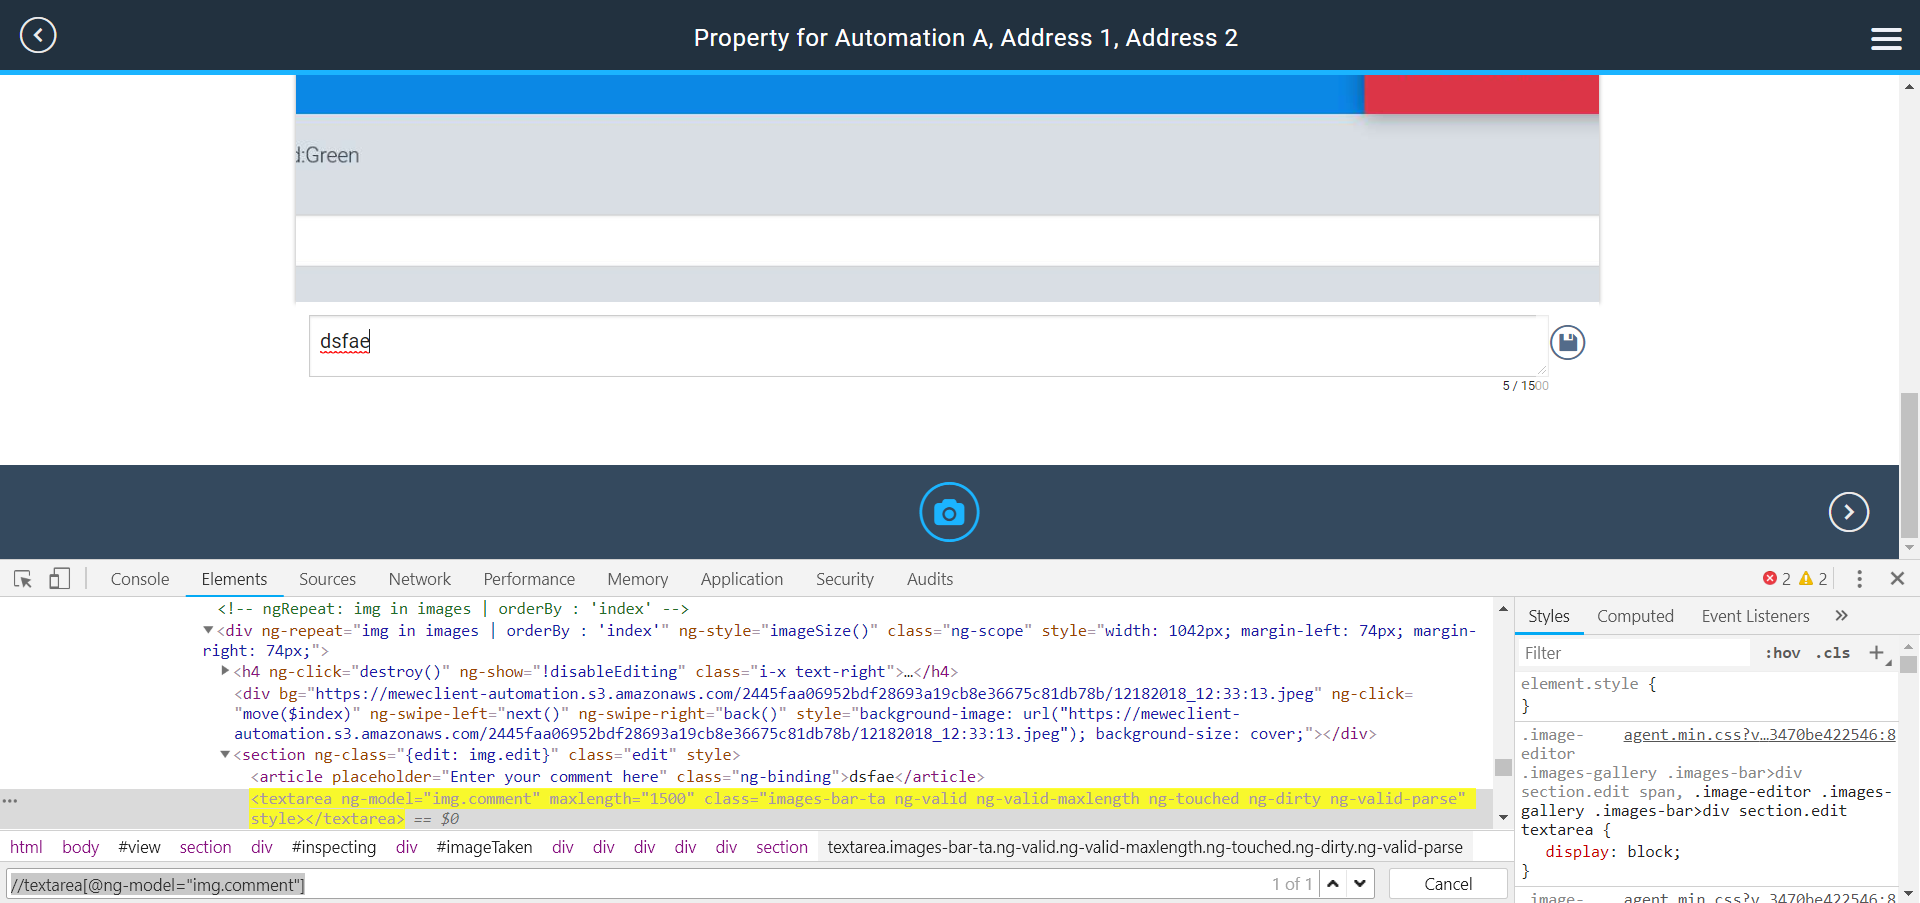 Property for Automation A, Address 1, Address 2
d:Green
dsfae
5 / 1500
Console Elements Sources Network Performance Memory Application Security Audits
2 2
<!-- ngRepeat: img in images | orderBy : 'index' -->
<div ng-repeat="img in images | orderBy : 'index'" ng-style="imageSize()" class="ng-scope" style="width: 1042px; margin-left: 74px; margin-
right: 74px;">
<h4 ng-click="destroy()" ng-show="!disableEditing" class="i-x text-right">…</h4>
<div bg="https://meweclient-automation.s3.amazonaws.com/2445faa06952bdf28693a19cb8e36675c81db78b/12182018_12:33:13.jpeg" ng-click=
"move($index)" ng-swipe-left="next()" ng-swipe-right="back()" style="background-image: url("https://meweclient-
automation.s3.amazonaws.com/2445faa06952bdf28693a19cb8e36675c81db78b/12182018_12:33:13.jpeg"); background-size: cover;"></div>
<section ng-class="{edit: img.edit}" class="edit" style>
<article placeholder="Enter your comment here" class="ng-binding">dsfae</article>
<textarea ng-model="img.comment" maxlength="1500" class="images-bar-ta ng-valid ng-valid-maxlength ng-touched ng-dirty ng-valid-parse"
style></textarea> == $0
html body #view section div #inspecting div #imageTaken div div div div div section textarea.images-bar-ta.ng-valid.ng-valid-maxlength.ng-touched.ng-dirty.ng-valid-parse
//textarea[@ng-model="img.comment"]
1 of 1
Cancel
Styles Computed Event Listeners »
Filter
:hov .cls +
element.style {
}
.image- agent.min.css?v…3470be422546:8
editor
.images-gallery .images-bar>div
section.edit span, .image-editor .images-
gallery .images-bar>div section.edit
textarea {
display: block;
}
.image- agent.min.css?v…3470be422546:8